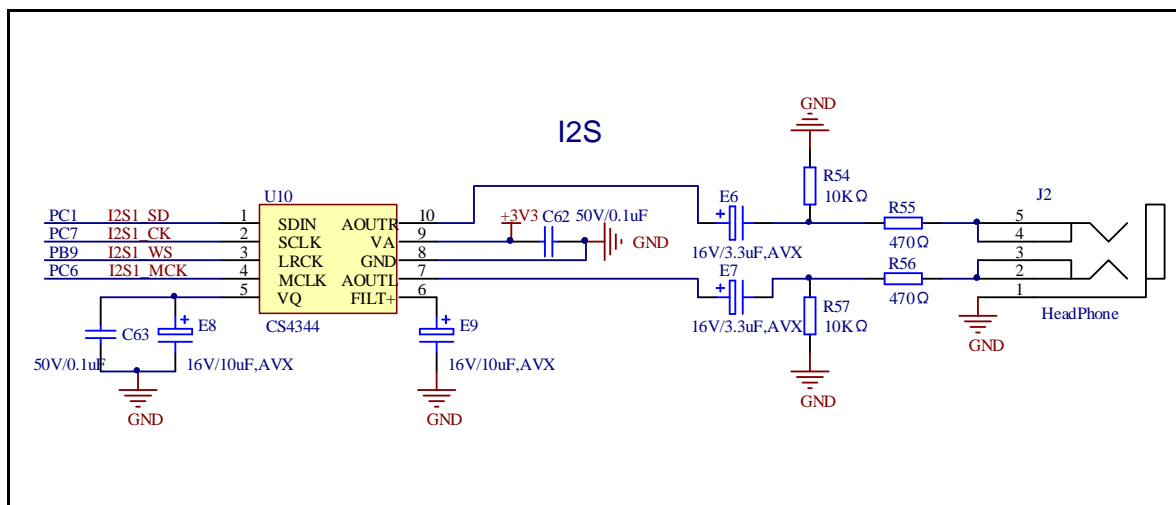 I2S
GND
R54
10KΩ
J2
U10
E6
50V/0.1uF
+3V3
C62
R55
PC1 I2S1_SD 1 SDIN AOUTR 10
5
PC7 I2S1_CK 2 SCLK VA 9
GND
470Ω
4
PB9 I2S1_WS 3 LRCK GND 8
16V/3.3uF,AVX
R56
3
PC6 I2S1_MCK 4 MCLK AOUTL 7
E7
2
5 VQ FILT+ 6
R57
470Ω
1
CS4344
16V/3.3uF,AVX
10KΩ
HeadPhone
C63
E8
E9
GND
50V/0.1uF
16V/10uF,AVX
16V/10uF,AVX
GND
GND
GND